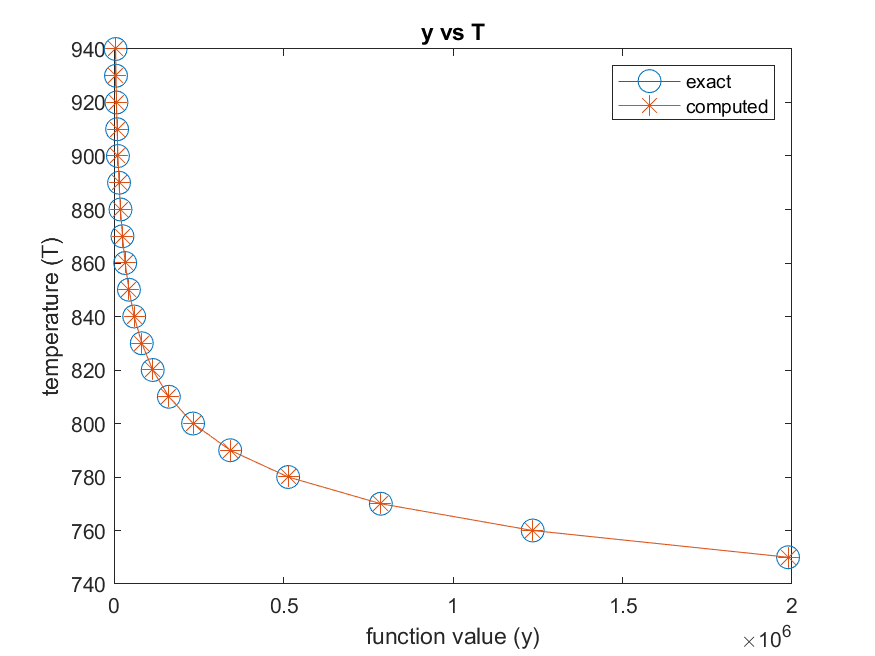 y vs T
exact
computed
940
920
900
880
860
840
820
800
780
760
740
temperature (T)
0 0.5 1 1.5 2
function value (y)
×10^6